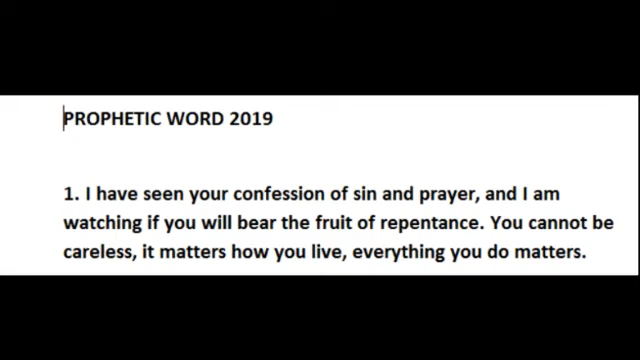 PROPHETIC WORD 2019
1. I have seen your confession of sin and prayer, and I am
watching if you will bear the fruit of repentance. You cannot be
careless, it matters how you live, everything you do matters.